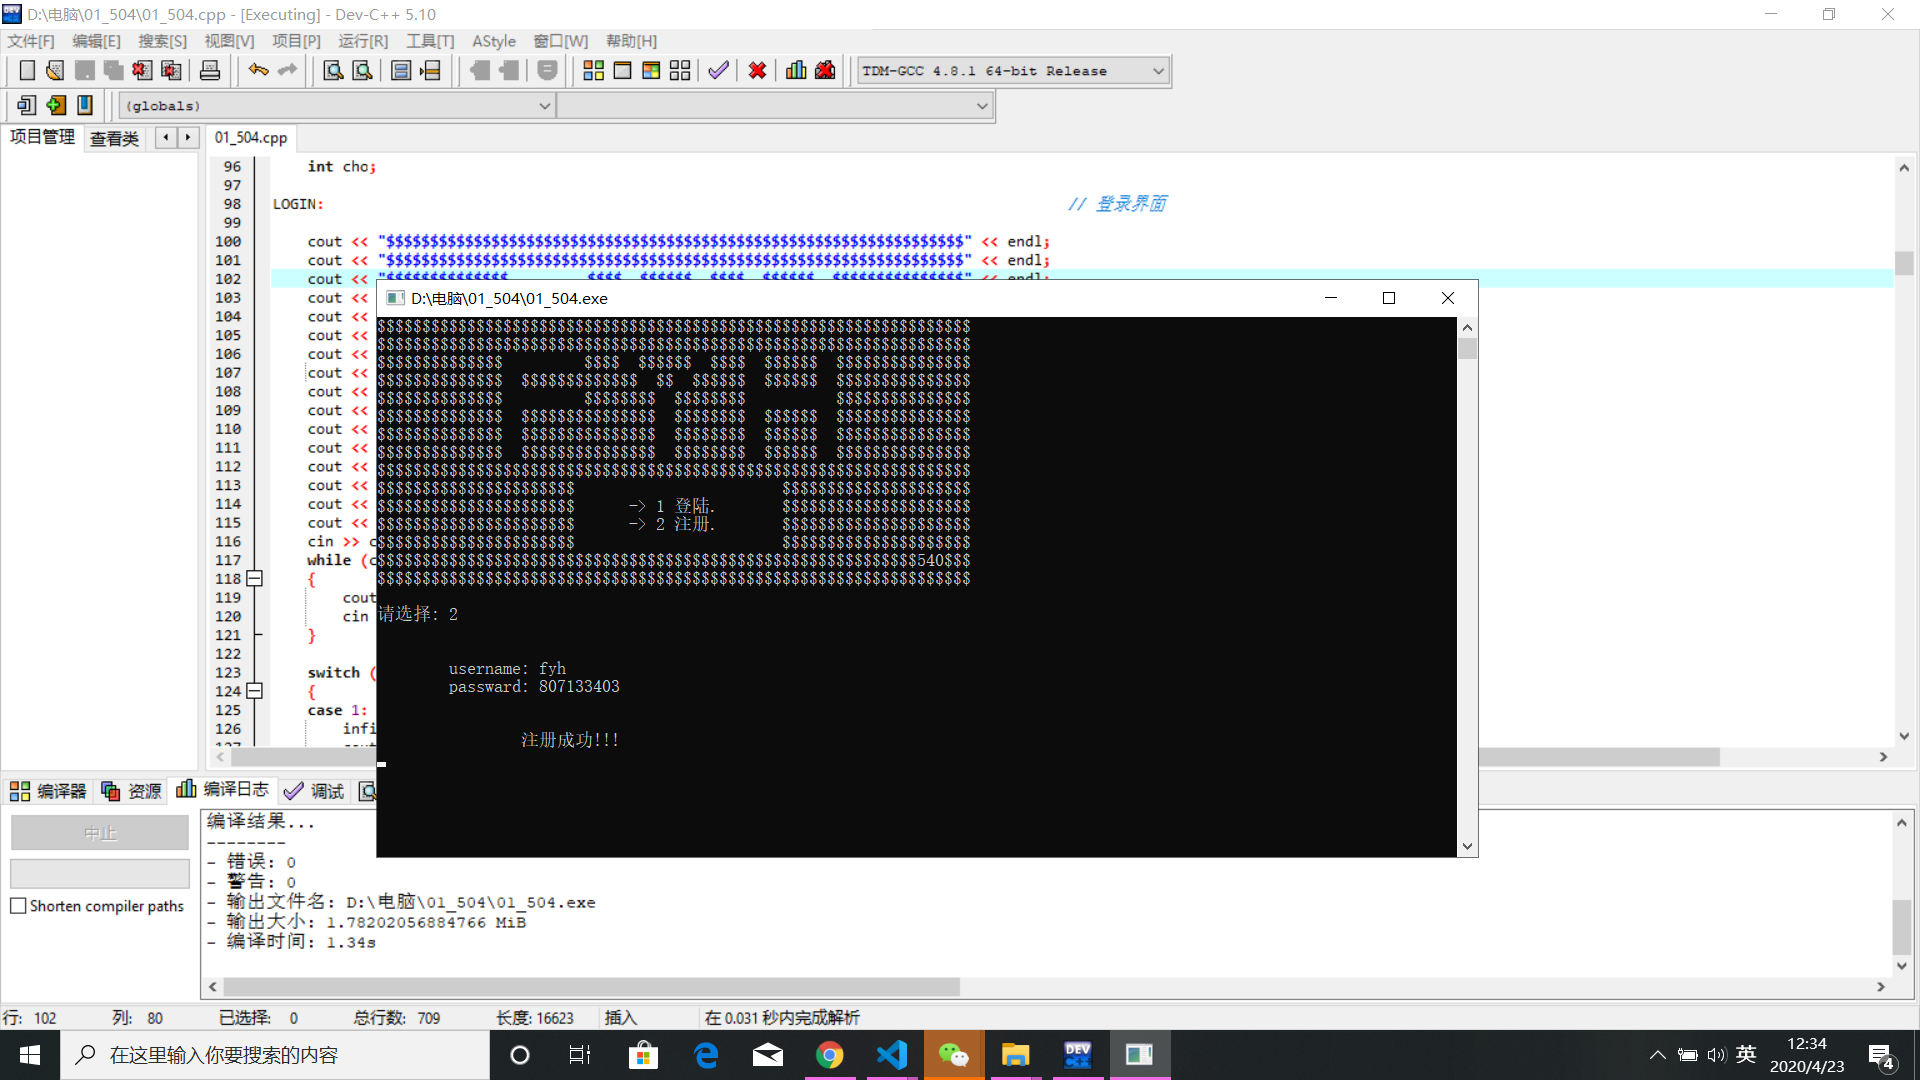 D:\电脑\01_504\01_504.cpp - [Executing] - Dev-C++ 5.10
文件[F] 编辑[E] 搜索[S] 视图[V] 项目[P] 运行[R] 工具[T] AStyle 窗口[W] 帮助[H]
TDM-GCC 4.8.1 64-bit Release
(globals)
项目管理 查看类 01_504.cpp
96 int cho;
97
98 LOGIN: // 登录界面
99
100 cout << "$$$$$$$$$$$$$$$$$$$$$$$$$$$$$$$$$$$$$$$$$$$$$$$$$$$$$$$$$$$$$$$$$$" << endl;
101 cout << "$$$$$$$$$$$$$$$$$$$$$$$$$$$$$$$$$$$$$$$$$$$$$$$$$$$$$$$$$$$$$$$$$$" << endl;
102 cout << "$$$$$$$$$$$$$$         $$$$  $$$$$$  $$$$  $$$$$$  $$$$$$$$$$$$$$$" << endl;
103 cout <<
104 cout <<
105 cout <<
106 cout <<
107 cout <<
108 cout <<
109 cout <<
110 cout <<
111 cout <<
112 cout <<
113 cout <<
114 cout <<
115 cout <<
116 cin >> c
117 while (c
118 {
119 cout
120 cin
121 }
122
123 switch (
124 {
125 case 1:
126 infi
127
D:\电脑\01_504\01_504.exe
$$$$$$$$$$$$$$$$$$$$$$$$$$$$$$$$$$$$$$$$$$$$$$$$$$$$$$$$$$$$$$$$$$
$$$$$$$$$$$$$$$$$$$$$$$$$$$$$$$$$$$$$$$$$$$$$$$$$$$$$$$$$$$$$$$$$$
$$$$$$$$$$$$$$         $$$$  $$$$$$  $$$$  $$$$$$  $$$$$$$$$$$$$$$
$$$$$$$$$$$$$$  $$$$$$$$$$$$$  $$  $$$$$$  $$$$$$  $$$$$$$$$$$$$$$
$$$$$$$$$$$$$$         $$$$$$$$  $$$$$$$$          $$$$$$$$$$$$$$$
$$$$$$$$$$$$$$  $$$$$$$$$$$$$$$  $$$$$$$$  $$$$$$  $$$$$$$$$$$$$$$
$$$$$$$$$$$$$$  $$$$$$$$$$$$$$$  $$$$$$$$  $$$$$$  $$$$$$$$$$$$$$$
$$$$$$$$$$$$$$  $$$$$$$$$$$$$$$  $$$$$$$$  $$$$$$  $$$$$$$$$$$$$$$
$$$$$$$$$$$$$$$$$$$$$$$$$$$$$$$$$$$$$$$$$$$$$$$$$$$$$$$$$$$$$$$$$$
$$$$$$$$$$$$$$$$$$$$$$                       $$$$$$$$$$$$$$$$$$$$$
$$$$$$$$$$$$$$$$$$$$$$      -> 1 登陆.       $$$$$$$$$$$$$$$$$$$$$
$$$$$$$$$$$$$$$$$$$$$$      -> 2 注册.       $$$$$$$$$$$$$$$$$$$$$
$$$$$$$$$$$$$$$$$$$$$$                       $$$$$$$$$$$$$$$$$$$$$
$$$$$$$$$$$$$$$$$$$$$$$$$$$$$$$$$$$$$$$$$$$$$$$$$$$$$$$$$$$$540$$$
$$$$$$$$$$$$$$$$$$$$$$$$$$$$$$$$$$$$$$$$$$$$$$$$$$$$$$$$$$$$$$$$$$
请选择: 2
username: fyh
passward: 807133403
注册成功!!!
编译器 资源 编译日志 调试
中止
Shorten compiler paths
编译结果...
--------
- 错误: 0
- 警告: 0
- 输出文件名: D:\电脑\01_504\01_504.exe
- 输出大小: 1.78202056884766 MiB
- 编译时间: 1.34s
行: 102 列: 80 已选择: 0 总行数: 709 长度: 16623 插入 在 0.031 秒内完成解析
在这里输入你要搜索的内容
DEV C++
英
12:34
2020/4/23
4